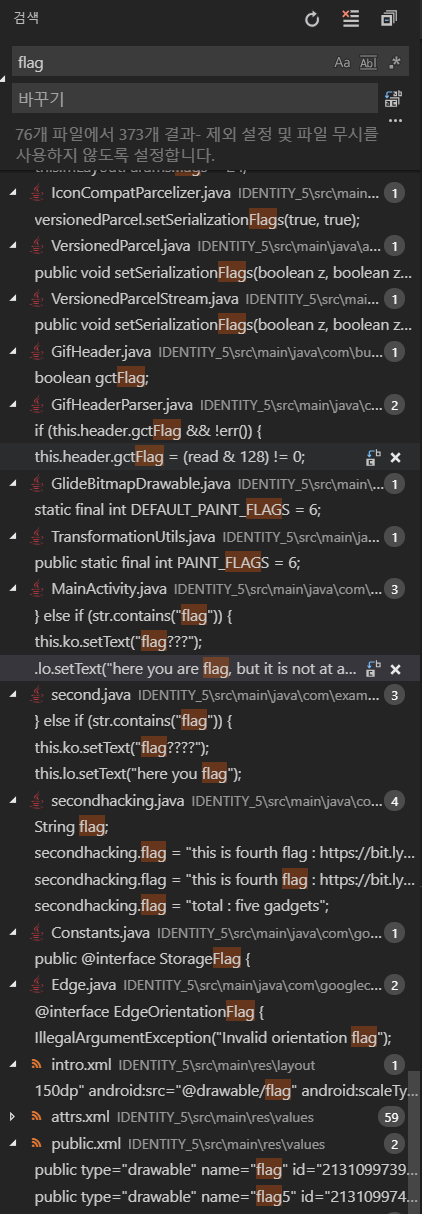 검색
flag
Aa Abl .*
바꾸기
...
76개 파일에서 373개 결과- 제외 설정 및 파일 무시를
사용하지 않도록 설정합니다.
IconCompatParcelizer.java IDENTITY_5\src\main... 1
versionedParcel.setSerializationFlags(true, true);
VersionedParcel.java IDENTITY_5\src\main\java\a... 1
public void setSerializationFlags(boolean z, boolean z...
VersionedParcelStream.java IDENTITY_5\src\mai... 1
public void setSerializationFlags(boolean z, boolean z...
GifHeader.java IDENTITY_5\src\main\java\com\bu... 1
boolean gctFlag;
GifHeaderParser.java IDENTITY_5\src\main\java\c... 2
if (this.header.gctFlag && !err()) {
this.header.gctFlag = (read & 128) != 0;
GlideBitmapDrawable.java IDENTITY_5\src\main\... 1
static final int DEFAULT_PAINT_FLAGS = 6;
TransformationUtils.java IDENTITY_5\src\main\ja... 1
public static final int PAINT_FLAGS = 6;
MainActivity.java IDENTITY_5\src\main\java\com\... 3
} else if (str.contains("flag")) {
this.ko.setText("flag???");
.lo.setText("here you are flag, but it is not at a...
second.java IDENTITY_5\src\main\java\com\exam... 3
} else if (str.contains("flag")) {
this.ko.setText("flag????");
this.lo.setText("here you flag");
secondhacking.java IDENTITY_5\src\main\java\co... 4
String flag;
secondhacking.flag = "this is fourth flag : https://bit.ly...
secondhacking.flag = "this is fourth flag : https://bit.ly...
secondhacking.flag = "total : five gadgets";
Constants.java IDENTITY_5\src\main\java\com\go... 1
public @interface StorageFlag {
Edge.java IDENTITY_5\src\main\java\com\googlec... 2
@interface EdgeOrientationFlag {
IllegalArgumentException("Invalid orientation flag");
intro.xml IDENTITY_5\src\main\res\layout 1
150dp" android:src="@drawable/flag" android:scaleTy...
attrs.xml IDENTITY_5\src\main\res\values 59
public.xml IDENTITY_5\src\main\res\values 2
public type="drawable" name="flag" id="2131099739...
public type="drawable" name="flag5" id="213109974...